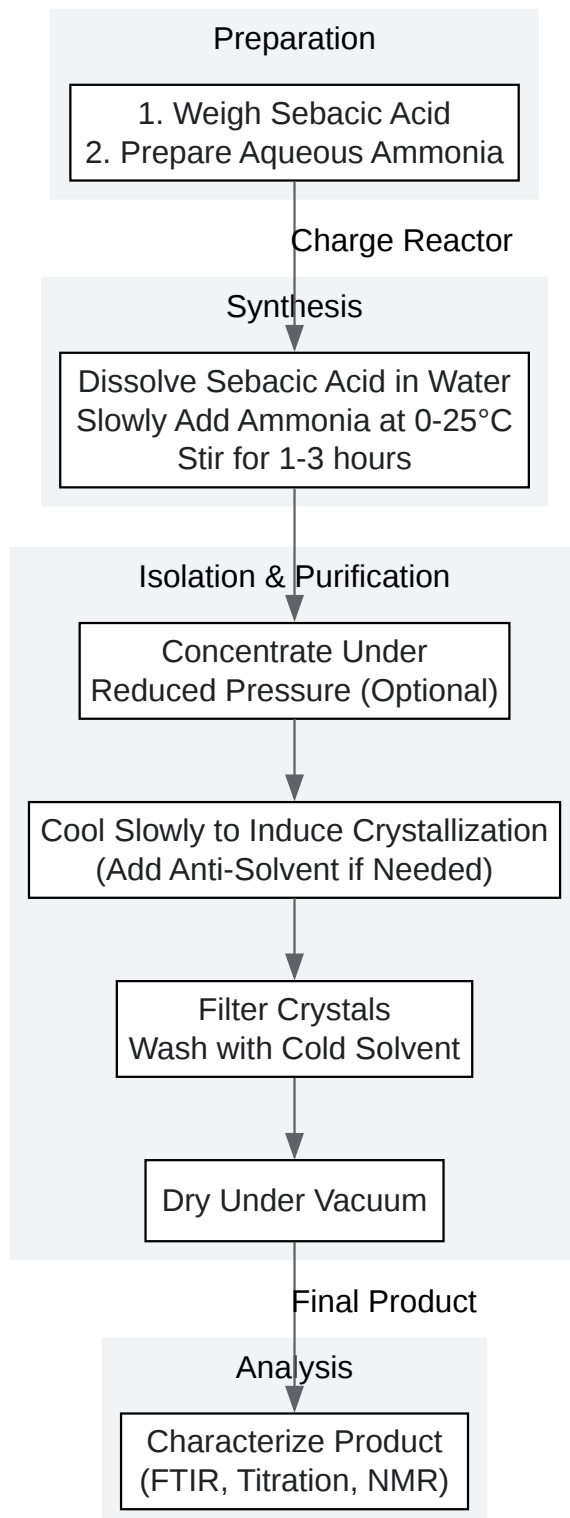 Preparation
1. Weigh Sebacic Acid
2. Prepare Aqueous Ammonia
Charge Reactor
Synthesis
Dissolve Sebacic Acid in Water
Slowly Add Ammonia at 0-25°C
Stir for 1-3 hours
Isolation & Purification
Concentrate Under
Reduced Pressure (Optional)
Cool Slowly to Induce Crystallization
(Add Anti-Solvent if Needed)
Filter Crystals
Wash with Cold Solvent
Dry Under Vacuum
Final Product
Analysis
Characterize Product
(FTIR, Titration, NMR)